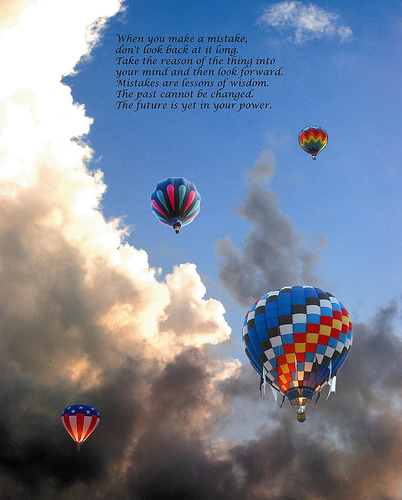 When you make a mistake,
don't look back at it long.
Take the reason of the thing into
your mind and then look forward.
Mistakes are lessons of wisdom.
The past cannot be changed.
The future is yet in your power.